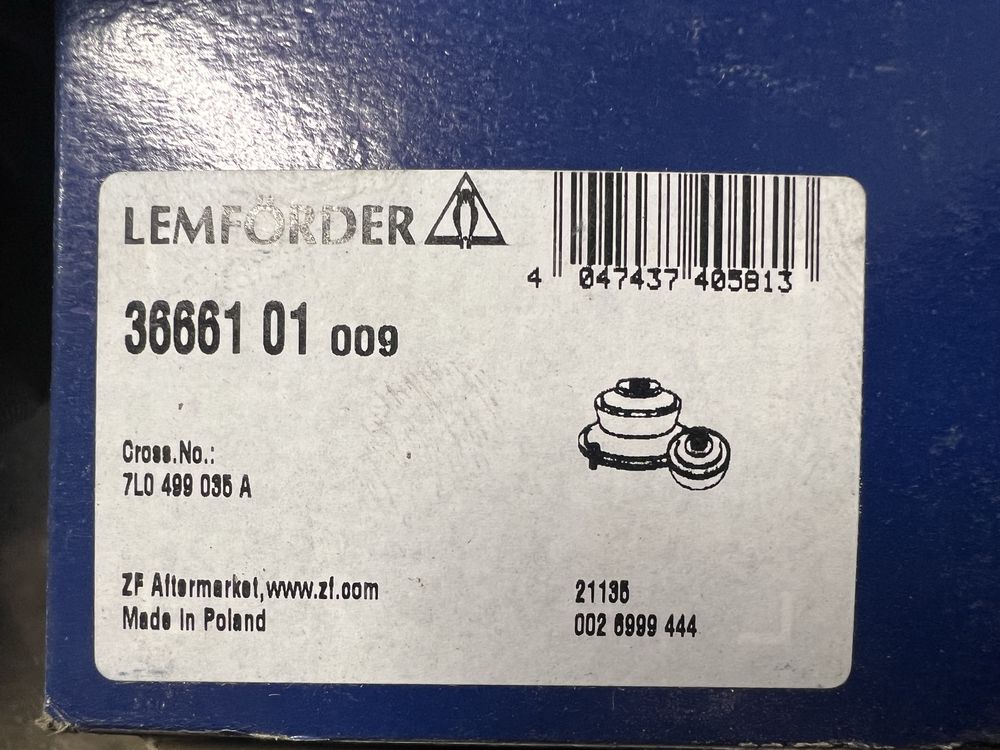 LEMFÖRDER
4 047437 405813
36661 01 009
Cross.No.:
7L0 499 035 A
ZF Aftermarket,www.zf.com
Made In Poland
21135
002 6999 444